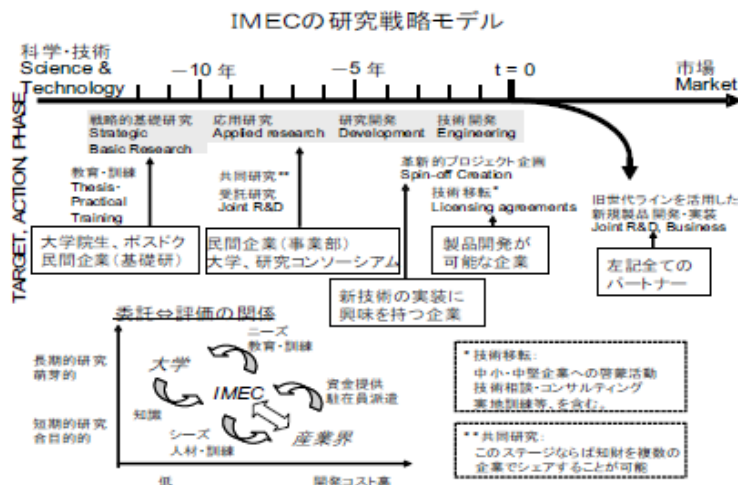 IMECの研究戦略モデル
科学・技術
Science &
Technology
－10 年
－5 年
t = 0
市場
Market
TARGET, ACTION, PHASE
戦略的基礎研究
Strategic
Basic Research
応用研究
Applied research
研究開発
Development
技術開発
Engineering
教育・訓練
Thesis-
Practical
Training
共同研究**
受託研究
Joint R&D
革新的プロジェクト企画
Spin-off Creation
技術移転*
Licensing agreements
旧世代ラインを活用した
新規製品開発・実装
Joint R&D, Business
大学院生、ポスドク
民間企業(基礎研)
民間企業(事業部)
大学、研究コンソーシアム
新技術の実装に
興味を持つ企業
製品開発が
可能な企業
左記全ての
パートナー
委託⇔評価の関係
長期的研究
萌芽的
短期的研究
合目的的
大学
IMEC
産業界
ニーズ
教育・訓練
資金提供
駐在員派遣
知識
シーズ
人材・訓練
低
開発コスト高
* 技術移転:
中小・中堅企業への啓蒙活動
技術相談・コンサルティング
実地訓練等、を含む。
** 共同研究:
このステージならば知財を複数の
企業でシェアすることが可能